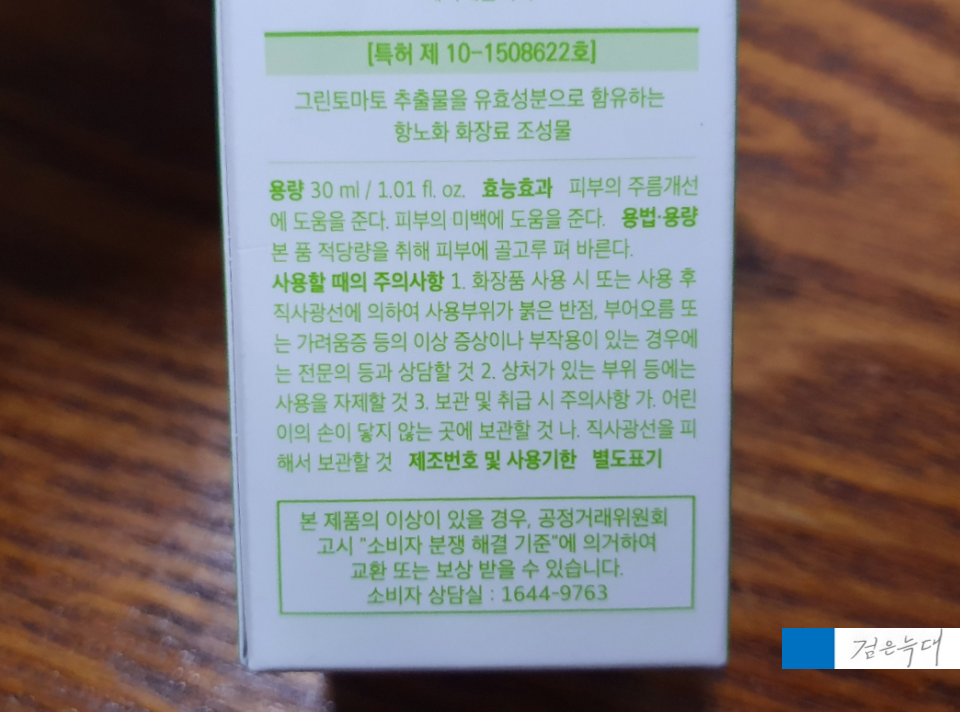 [특허 제 10-1508622호]
그린토마토 추출물을 유효성분으로 함유하는
항노화 화장료 조성물
용량 30 ml / 1.01 fl. oz. 효능효과 피부의 주름개선
에 도움을 준다. 피부의 미백에 도움을 준다. 용법·용량
본 품 적당량을 취해 피부에 골고루 펴 바른다.
사용할 때의 주의사항 1. 화장품 사용 시 또는 사용 후
직사광선에 의하여 사용부위가 붉은 반점, 부어오름 또
는 가려움증 등의 이상 증상이나 부작용이 있는 경우에
는 전문의 등과 상담할 것 2. 상처가 있는 부위 등에는
사용을 자제할 것 3. 보관 및 취급 시 주의사항 가. 어린
이의 손이 닿지 않는 곳에 보관할 것 나. 직사광선을 피
해서 보관할 것 제조번호 및 사용기한 별도표기
본 제품의 이상이 있을 경우, 공정거래위원회
고시 "소비자 분쟁 해결 기준"에 의거하여
교환 또는 보상 받을 수 있습니다.
소비자 상담실 : 1644-9763
검은늑대